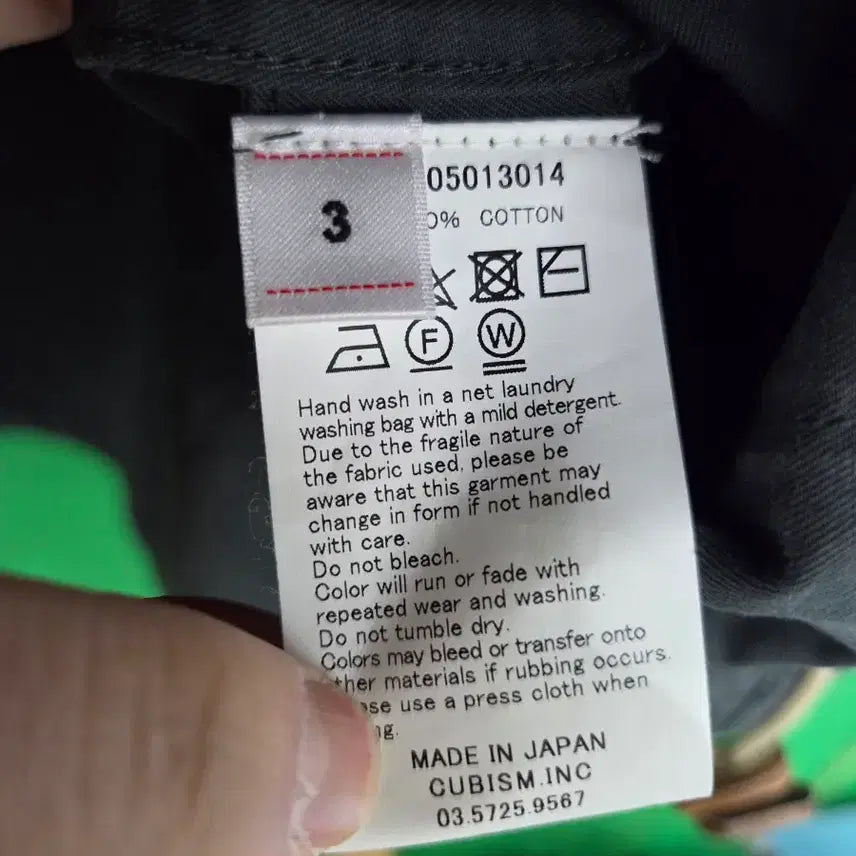 3
05013014
0% COTTON
F
W
Hand wash in a net laundry
washing bag with a mild detergent.
Due to the fragile nature of
the fabric used, please be
aware that this garment may
change in form if not handled
with care.
Do not bleach.
Color will run or fade with
repeated wear and washing.
Do not tumble dry.
Colors may bleed or transfer onto
materials if rubbing occurs.
use a press cloth when
MADE IN JAPAN
CUBISM.INC
03.5725.9567